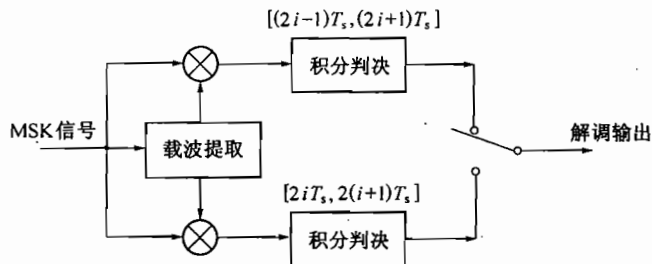 [(2i−1)Tₛ,(2i+1)Tₛ]
积分判决
MSK信号
载波提取
解调输出
[2iTₛ, 2(i+1)Tₛ]
积分判决